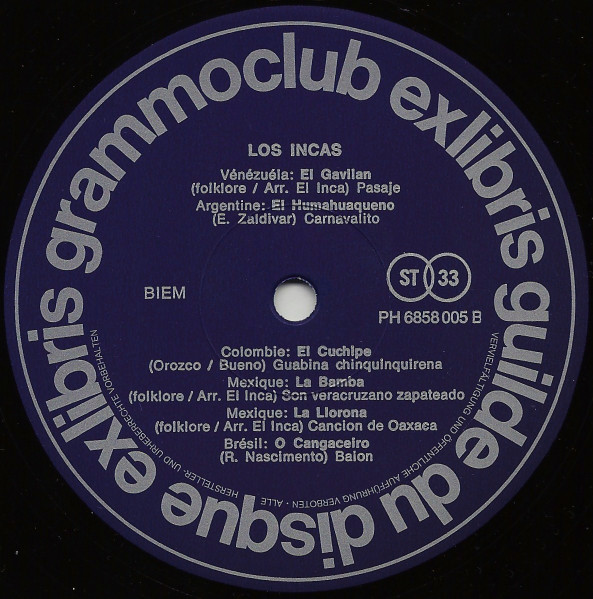 exlibris grammoclub exlibris guilde du disque
LOS INCAS
Vénézuéla: El Gavilan
(folklore / Arr. El Inca) Pasaje
Argentine: El Humahuaqueno
(E. Zaldivar) Carnavalito
BIEM
ST 33
PH 6858 005 B
Colombie: El Cuchipe
(Orozco / Bueno) Guabina chinquinquirena
Mexique: La Bamba
(folklore / Arr. El Inca) Son veracruzano zapateado
Mexique: La Llorona
(folklore / Arr. El Inca) Cancion de Oaxaca
Brésil: O Cangaceiro
(R. Nascimento) Baion
ALLE HERSTELLER- UND URHEBERRECHTE VORBEHALTEN · VERVIELFÄLTIGUNG UND ÖFFENTLICHE AUFFÜHRUNG VERBOTEN